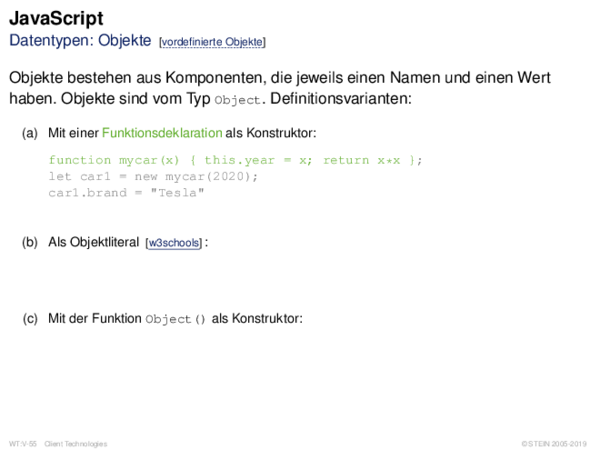 JavaScript
Datentypen: Objekte [vordefinierte Objekte]
Objekte bestehen aus Komponenten, die jeweils einen Namen und einen Wert
haben. Objekte sind vom Typ Object. Definitionsvarianten:
(a) Mit einer Funktionsdeklaration als Konstruktor:
function mycar(x) { this.year = x; return x*x };
let car1 = new mycar(2020);
car1.brand = "Tesla"
(b) Als Objektliteral [w3schools] :
(c) Mit der Funktion Object() als Konstruktor:
WT:V-55 Client Technologies © STEIN 2005-2019